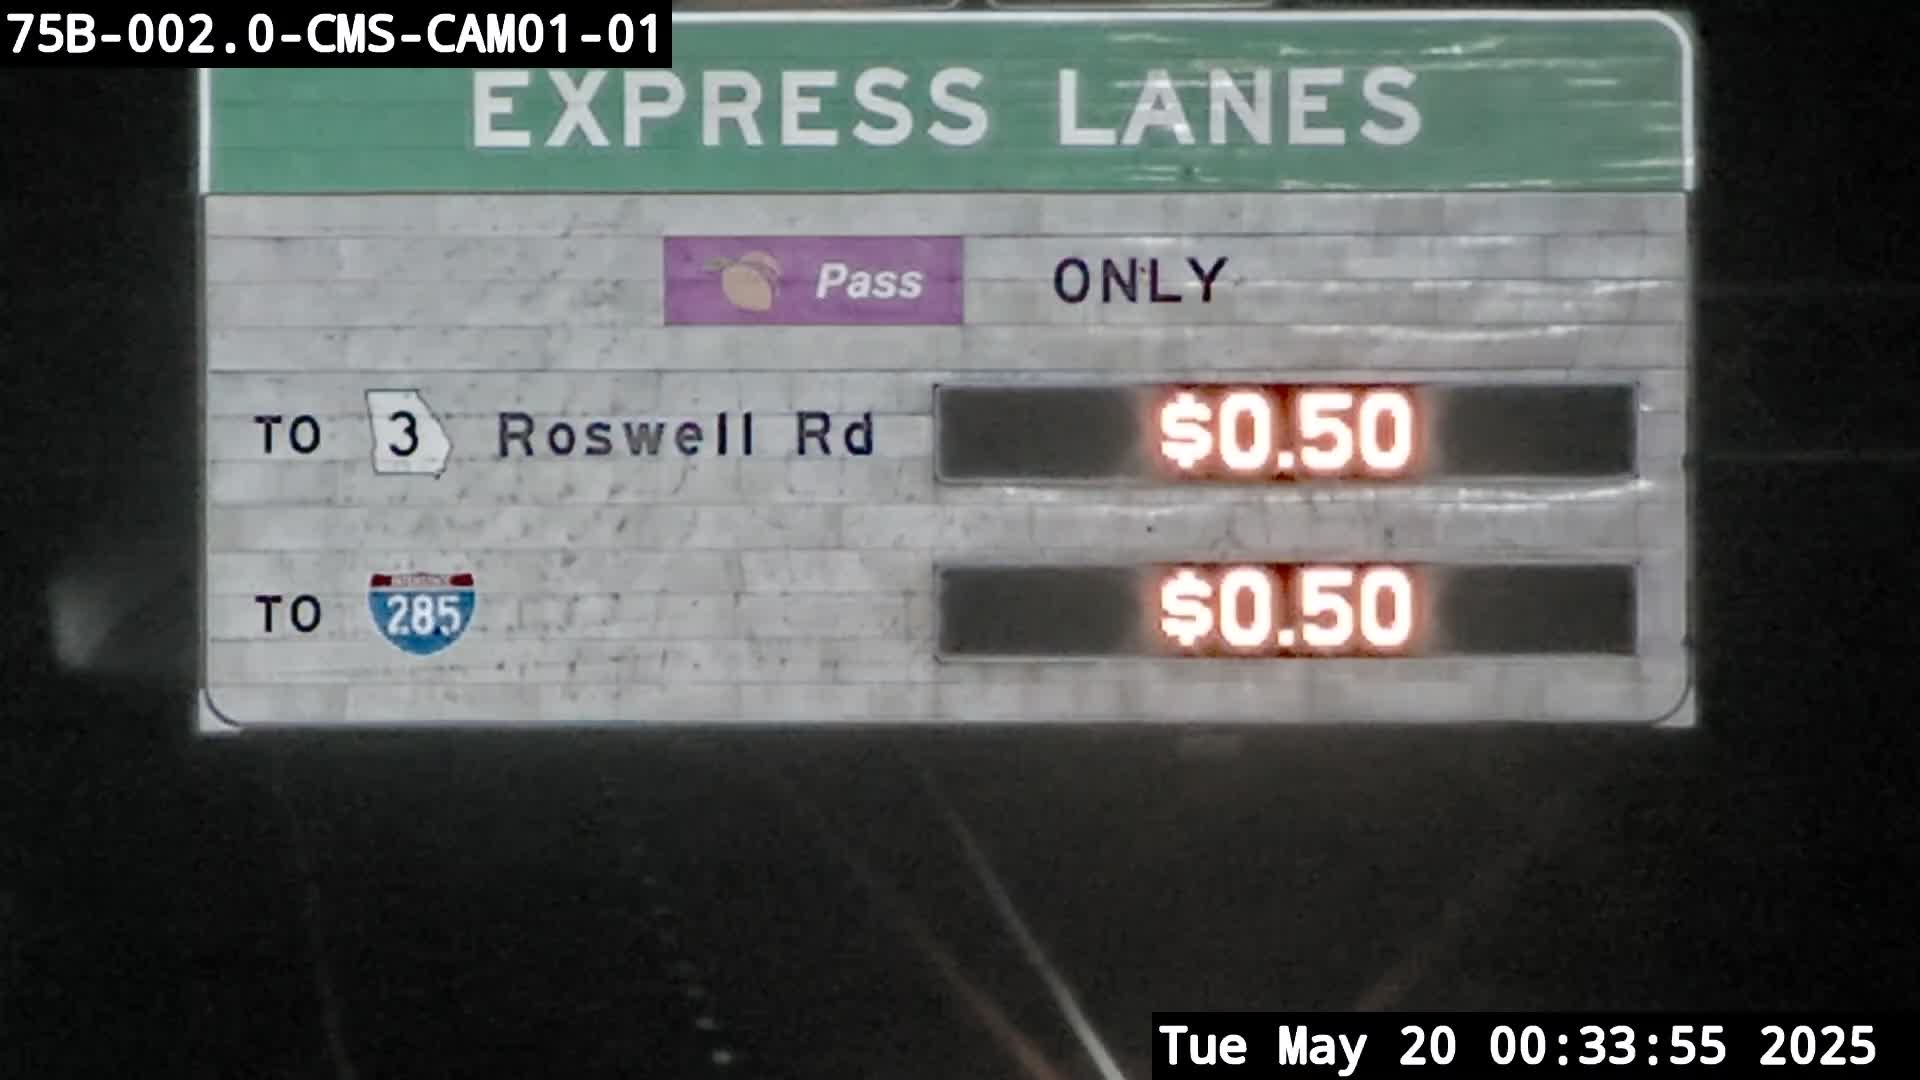 75B-002.0-CMS-CAM01-01
EXPRESS LANES
Pass ONLY
TO 3 Roswell Rd $0.50
TO 285 $0.50
Tue May 20 00:33:55 2025